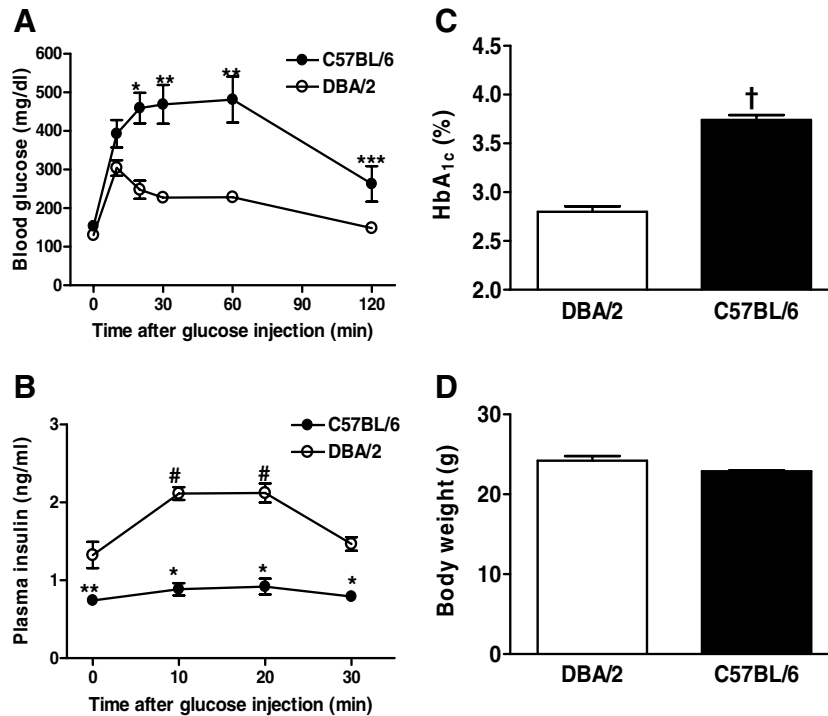 A
C57BL/6
DBA/2
Blood glucose (mg/dl)
600
500
400
300
200
100
0
* ** ** ***
0 30 60 90 120
Time after glucose injection (min)
B
C57BL/6
DBA/2
Plasma insulin (ng/ml)
3
2
1
0
# #
** * * *
0 10 20 30
Time after glucose injection (min)
C
HbA1c (%)
4.5
4.0
3.5
3.0
2.5
2.0
†
DBA/2 C57BL/6
D
Body weight (g)
30
20
10
0
DBA/2 C57BL/6